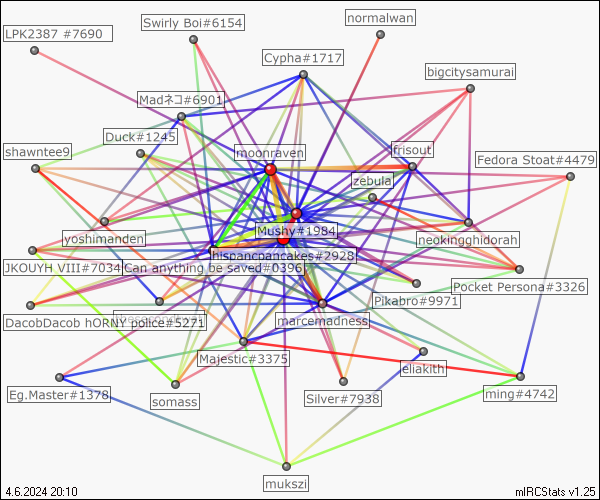 LPK2387 #7690
Swirly Boi#6154
normalwan
Cypha#1717
bigcitysamurai
Madネコ#6901
Duck#1245
shawntee9
moonraven
frisout
Fedora Stoat#4479
zebula
Mushy#1984
yoshimanden
neokingghidorah
hispancpancakes#2928
JKOUYH VIII#7034
Can anything be saved#0396
Pocket Persona#3326
Pikabro#9971
DacobDacob hORNY police#5271
marcemadness
Majestic#3375
eliakith
Eg.Master#1378
somass
Silver#7938
ming#4742
mukszi
4.6.2024 20:10
mIRCStats v1.25